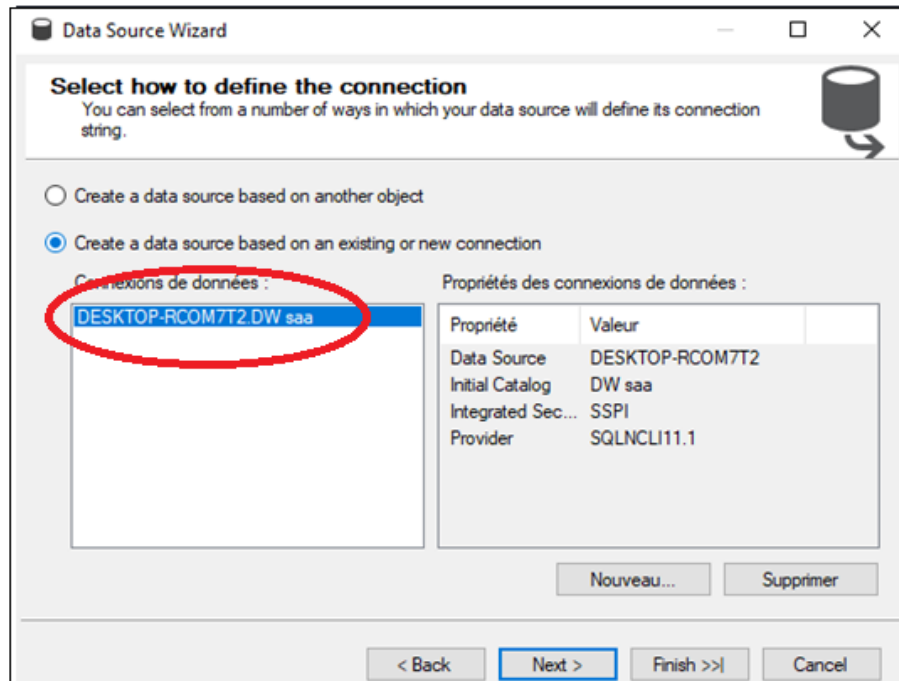 Data Source Wizard
Select how to define the connection
You can select from a number of ways in which your data source will define its connection
string.
Create a data source based on another object
Create a data source based on an existing or new connection
Connexions de données :
DESKTOP-RCOM7T2.DW saa
Propriétés des connexions de données :
Propriété Valeur
Data Source DESKTOP-RCOM7T2
Initial Catalog DW saa
Integrated Sec... SSPI
Provider SQLNCLI11.1
Nouveau... Supprimer
< Back Next > Finish >>| Cancel